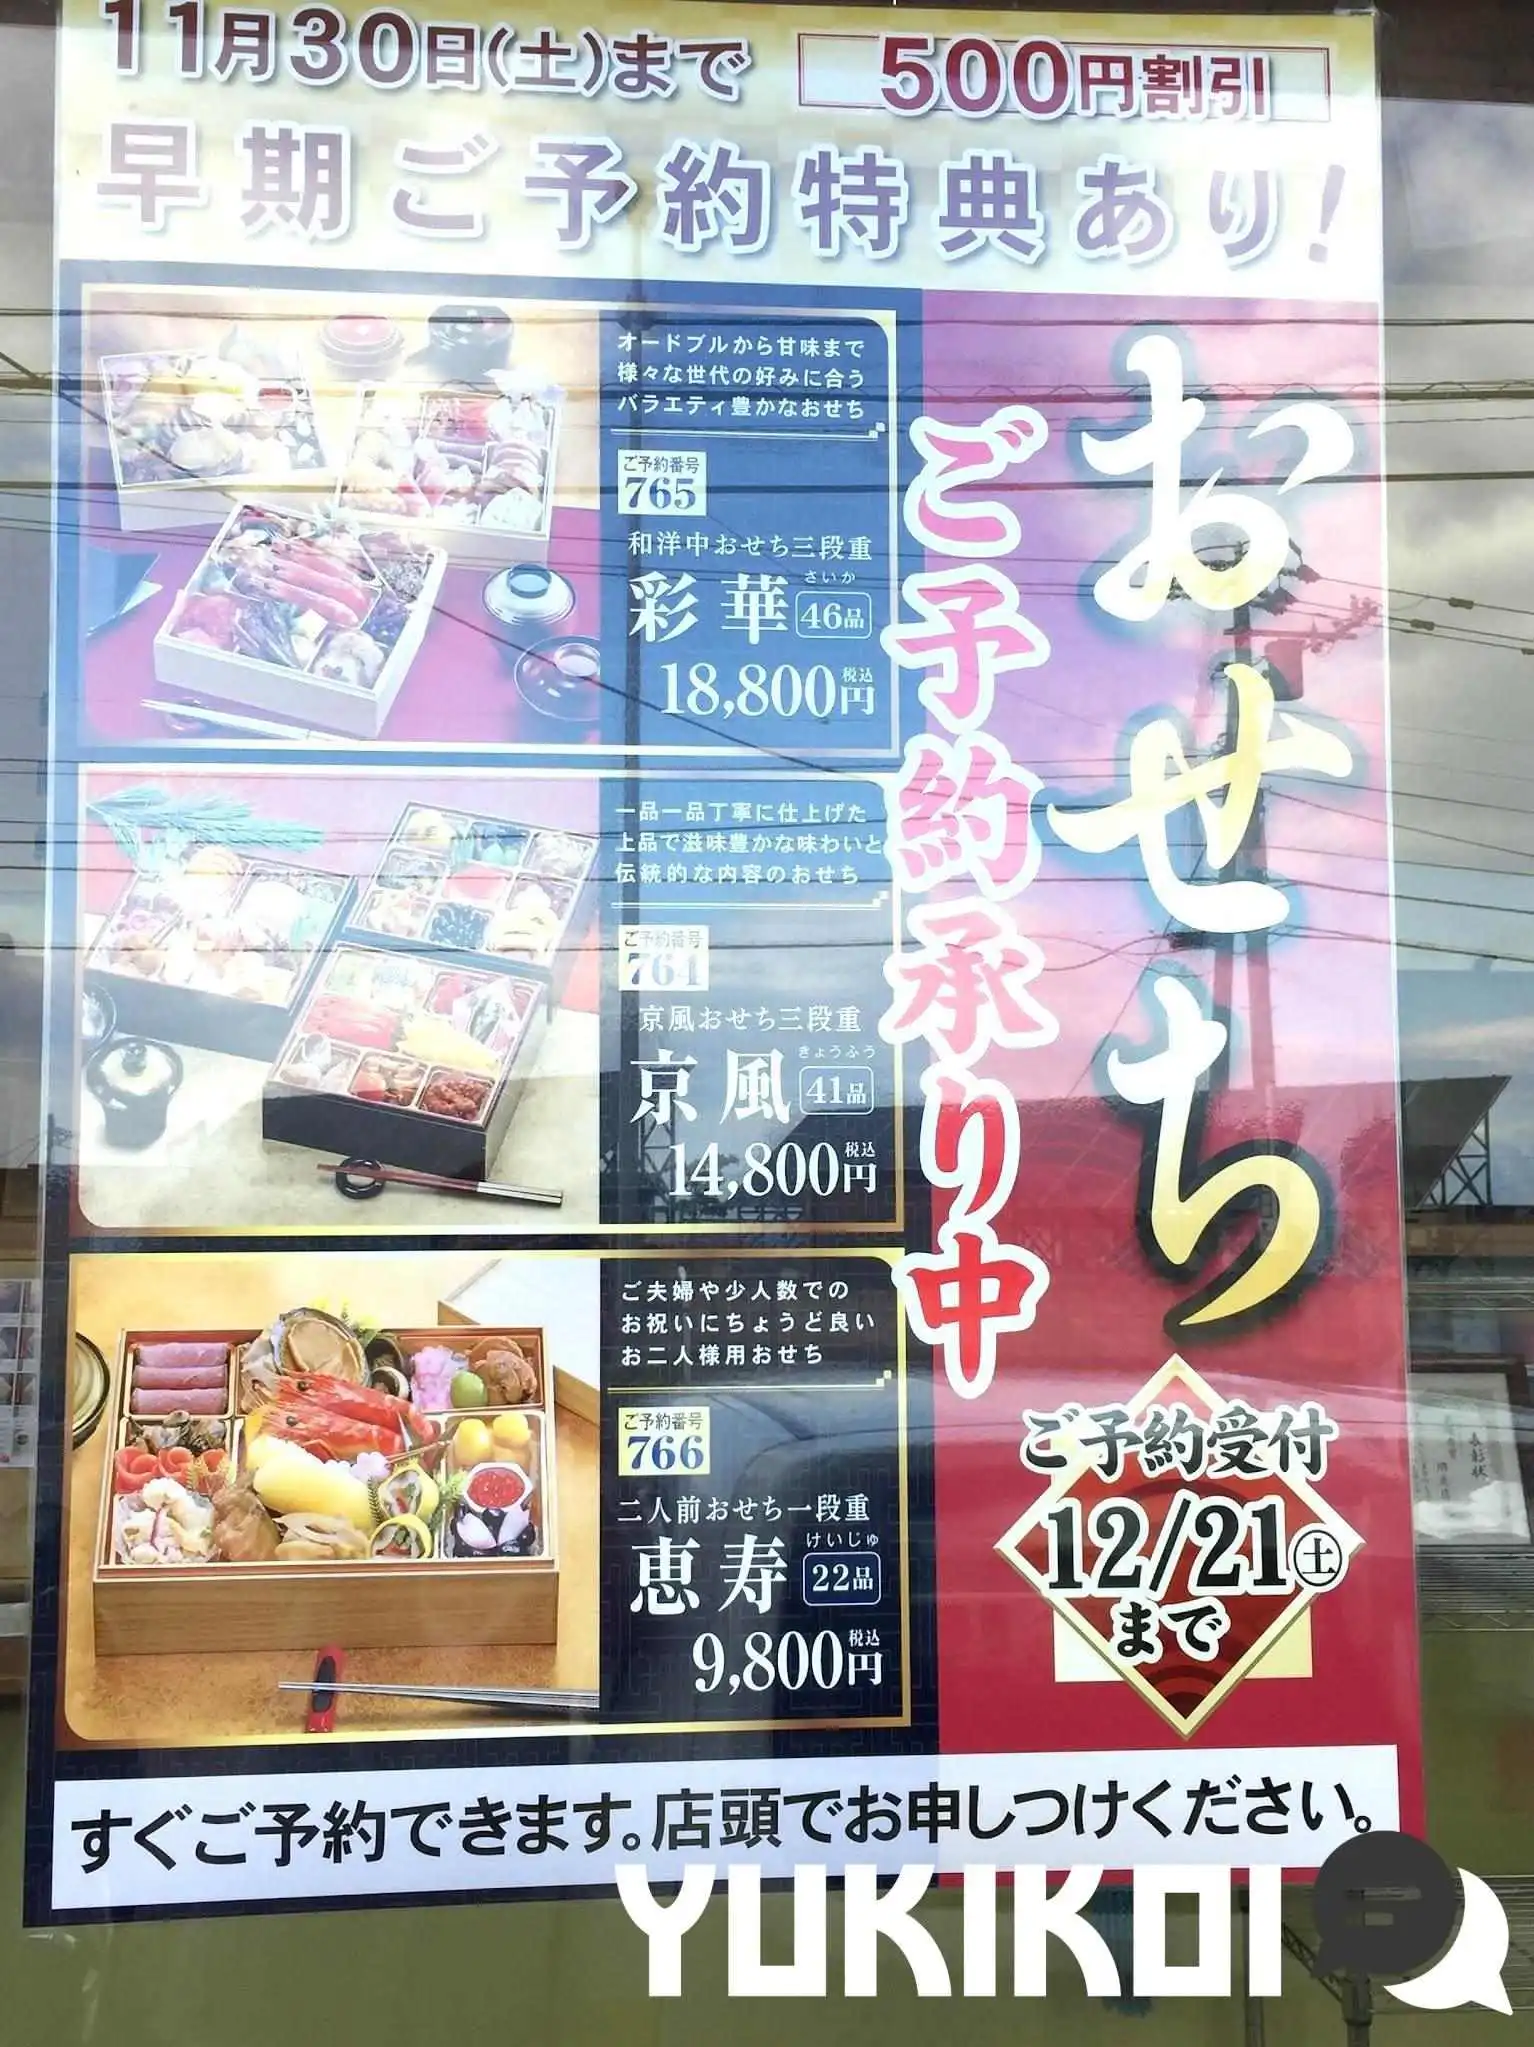 11月30日(土)まで 500円割引
早期ご予約特典あり!
おせち
ご予約承り中
オードブルから甘味まで
様々な世代の好みに合う
バラエティ豊かなおせち
ご予約番号
765
和洋中おせち三段重
さいか
彩華 46品
18,800円 税込
一品一品丁寧に仕上げた
上品で滋味豊かな味わいと
伝統的な内容のおせち
ご予約番号
764
京風おせち三段重
きょうふう
京風 41品
14,800円 税込
ご夫婦や少人数での
お祝いにちょうど良い
お二人様用おせち
ご予約番号
766
二人前おせち一段重
けいじゅ
恵寿 22品
9,800円 税込
ご予約受付
12/21(土)
まで
すぐご予約できます。店頭でお申しつけください。
表彰状
YUKIKOI